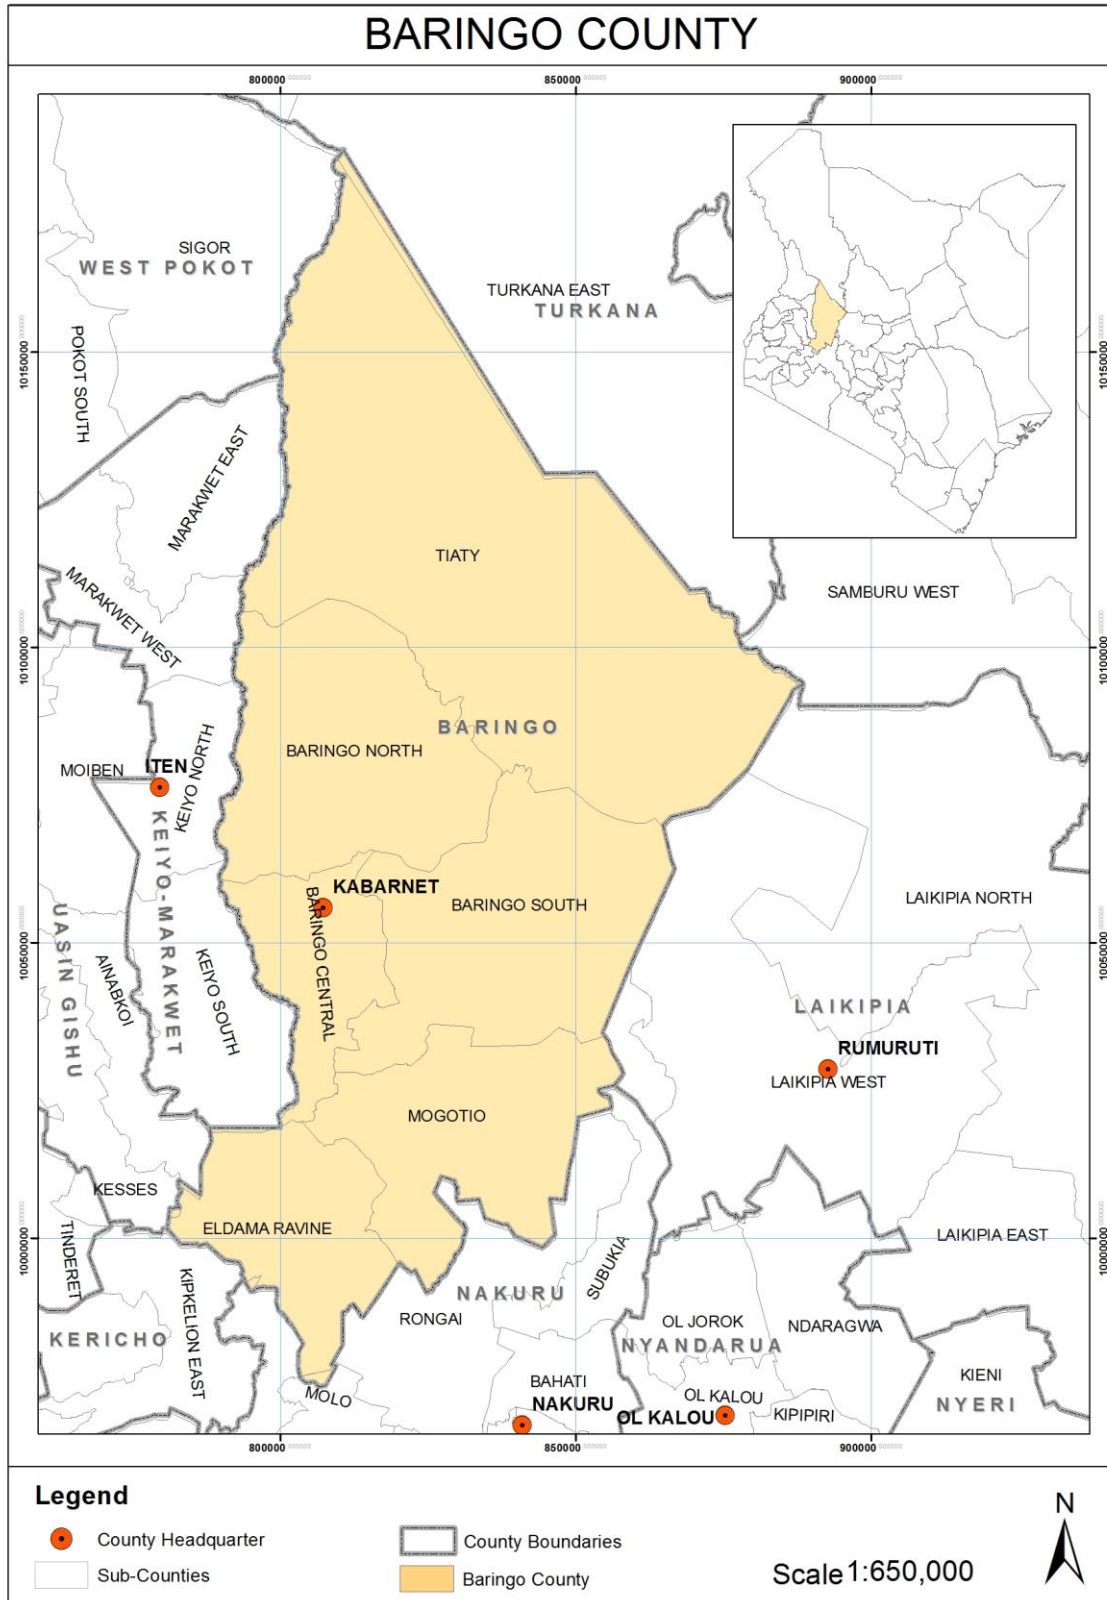 BARINGO COUNTY
800000
850000
900000
SIGOR
WEST POKOT
TURKANA EAST
TURKANA
10150000
10150000
POKOT SOUTH
MARAKWET EAST
TIATY
MARAKWET WEST
SAMBURU WEST
10100000
10100000
BARINGO
BARINGO NORTH
KEIYO NORTH
MOIBEN
ITEN
KEIYO-MARAKWET
KABARNET
BARINGO CENTRAL
BARINGO SOUTH
LAIKIPIA NORTH
UASIN GISHU
AINABKOI
KEIYO SOUTH
10050000
10050000
LAIKIPIA
RUMURUTI
LAIKIPIA WEST
MOGOTIO
KESSES
ELDAMA RAVINE
TINDERET
10000000
10000000
LAIKIPIA EAST
SUBUKIA
KIPKELION EAST
NAKURU
RONGAI
OL JOROK
NDARAGWA
KERICHO
NYANDARUA
KIENI
BAHATI
MOLO
OL KALOU
NAKURU
OL KALOU
KIPIPIRI
NYERI
800000
850000
900000
Legend
County Headquarter
County Boundaries
Sub-Counties
Baringo County
Scale 1:650,000
N